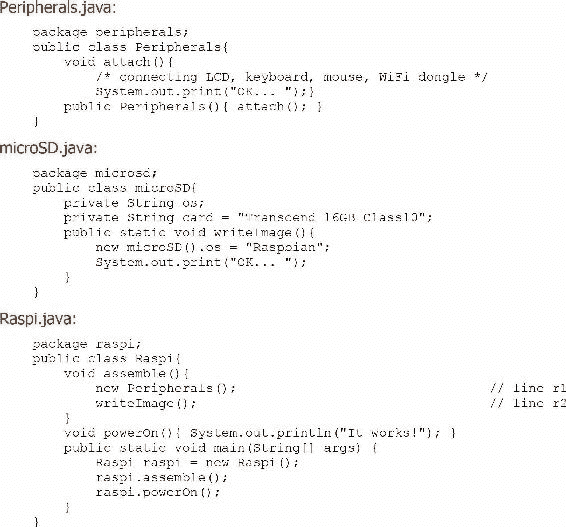 Peripherals.java:
package peripherals;
public class Peripherals{
void attach(){
/* connecting LCD, keyboard, mouse, WiFi dongle */
System.out.print("OK... ");}
public Peripherals(){ attach(); }
}
microSD.java:
package microsd;
public class microSD{
private String os;
private String card = "Transcend 16GB Class10";
public static void writeImage(){
new microSD().os = "Raspbian";
System.out.print("OK... ");
}
}
Raspi.java:
package raspi;
public class Raspi{
void assemble(){
new Peripherals(); // line r1
writeImage(); // line r2
}
void powerOn(){ System.out.println("It works!"); }
public static void main(String[] args) {
Raspi raspi = new Raspi();
raspi.assemble();
raspi.powerOn();
}
}